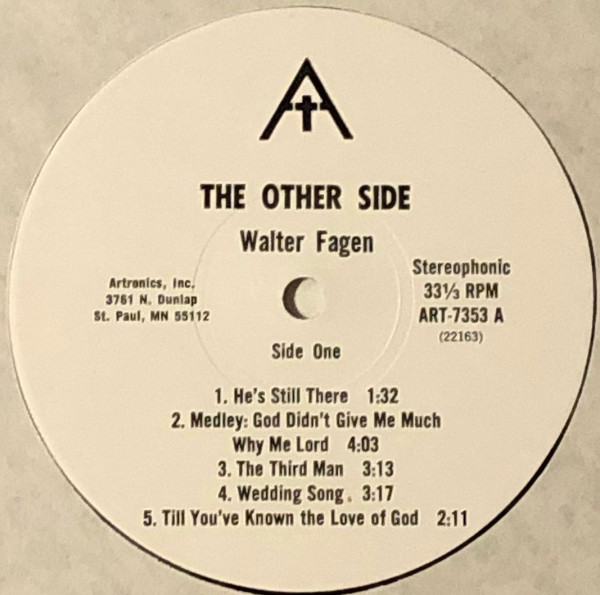 THE OTHER SIDE
Walter Fagen
Artronics, Inc.
3761 N. Dunlap
St. Paul, MN 55112
Stereophonic
33⅓ RPM
ART-7353 A
(22163)
Side One
1. He's Still There 1:32
2. Medley: God Didn't Give Me Much
Why Me Lord 4:03
3. The Third Man 3:13
4. Wedding Song. 3:17
5. Till You've Known the Love of God 2:11